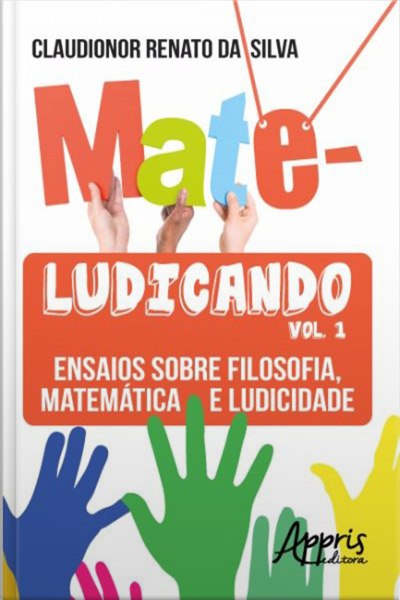 CLAUDIONOR RENATO DA SILVA
Mate-
LUDICANDO
VOL. 1
ENSAIOS SOBRE FILOSOFIA,
MATEMÁTICA E LUDICIDADE
Appris
editora